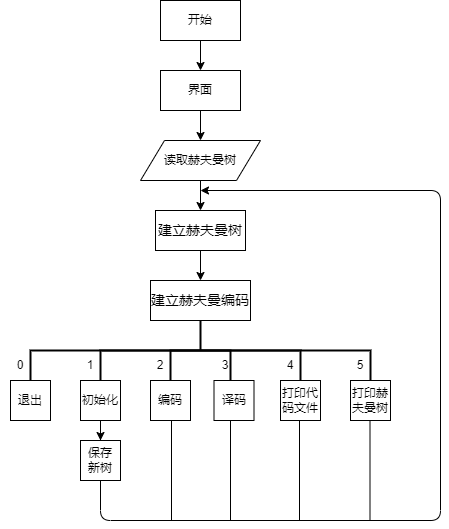 开始
界面
读取赫夫曼树
建立赫夫曼树
建立赫夫曼编码
0
1
2
3
4
5
退出
初始化
编码
译码
打印代
码文件
打印赫
夫曼树
保存
新树